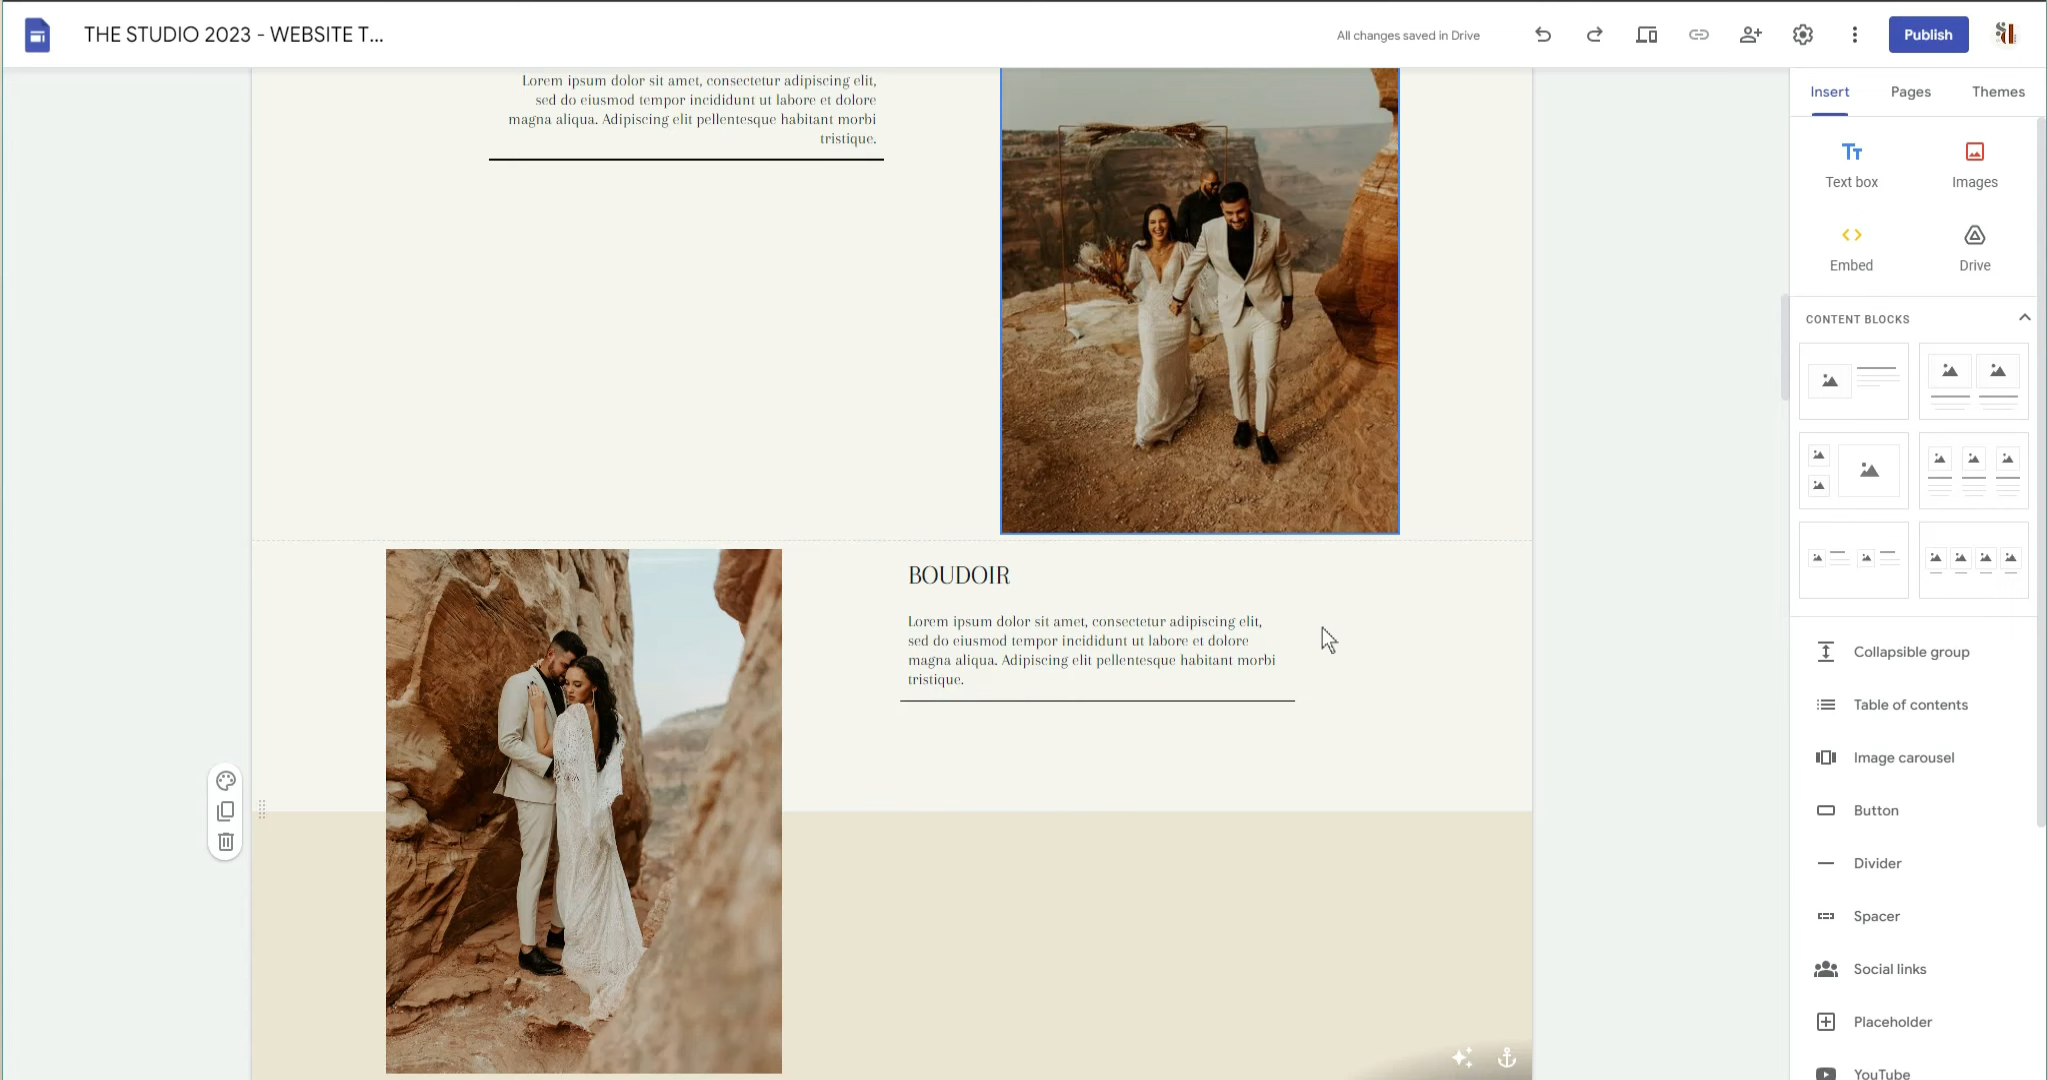 THE STUDIO 2023 - WEBSITE T...
All changes saved in Drive
Publish
Insert
Pages
Themes
Lorem ipsum dolor sit amet, consectetur adipiscing elit,
sed do eiusmod tempor incididunt ut labore et dolore
magna aliqua. Adipiscing elit pellentesque habitant morbi
tristique.
BOUDOIR
Lorem ipsum dolor sit amet, consectetur adipiscing elit,
sed do eiusmod tempor incididunt ut labore et dolore
magna aliqua. Adipiscing elit pellentesque habitant morbi
tristique.
Text box
Images
Embed
Drive
CONTENT BLOCKS
Collapsible group
Table of contents
Image carousel
Button
Divider
Spacer
Social links
Placeholder
YouTube